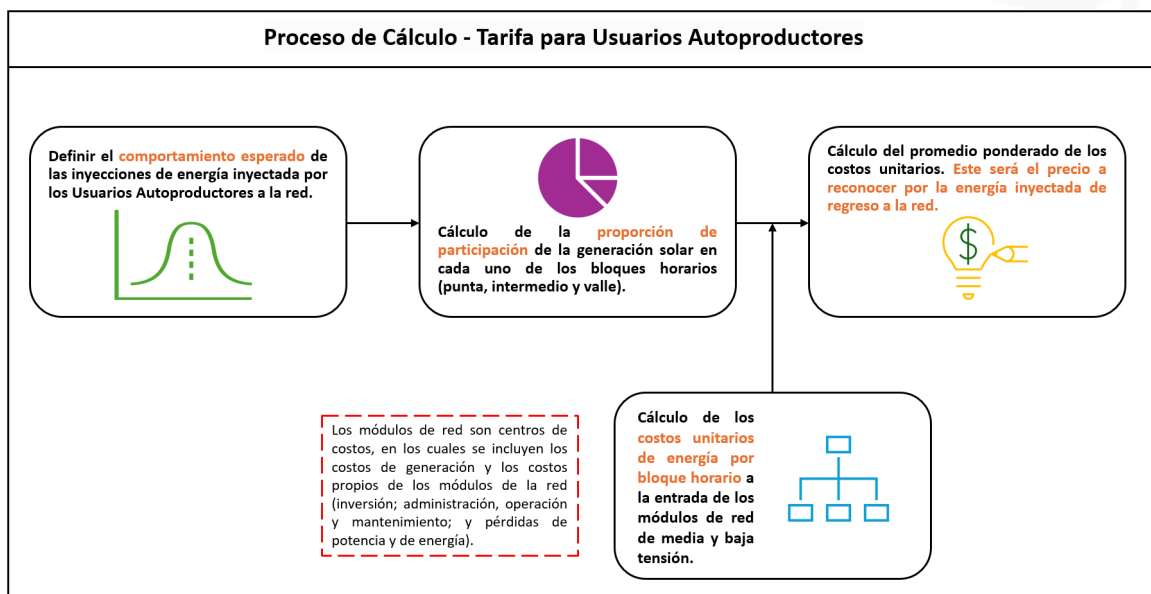 Proceso de Cálculo - Tarifa para Usuarios Autoproductores
Definir el comportamiento esperado de
las inyecciones de energía inyectada por
los Usuarios Autoproductores a la red.
Cálculo de la proporción de
participación de la generación solar en
cada uno de los bloques horarios
(punta, intermedio y valle).
Cálculo del promedio ponderado de los
costos unitarios. Este será el precio a
reconocer por la energía inyectada de
regreso a la red.
$
Los módulos de red son centros de
costos, en los cuales se incluyen los
costos de generación y los costos
propios de los módulos de la red
(inversión; administración, operación
y mantenimiento; y pérdidas de
potencia y de energía).
Cálculo de los
costos unitarios
de energía por
bloque horario a
la entrada de los
módulos de red
de media y baja
tensión.